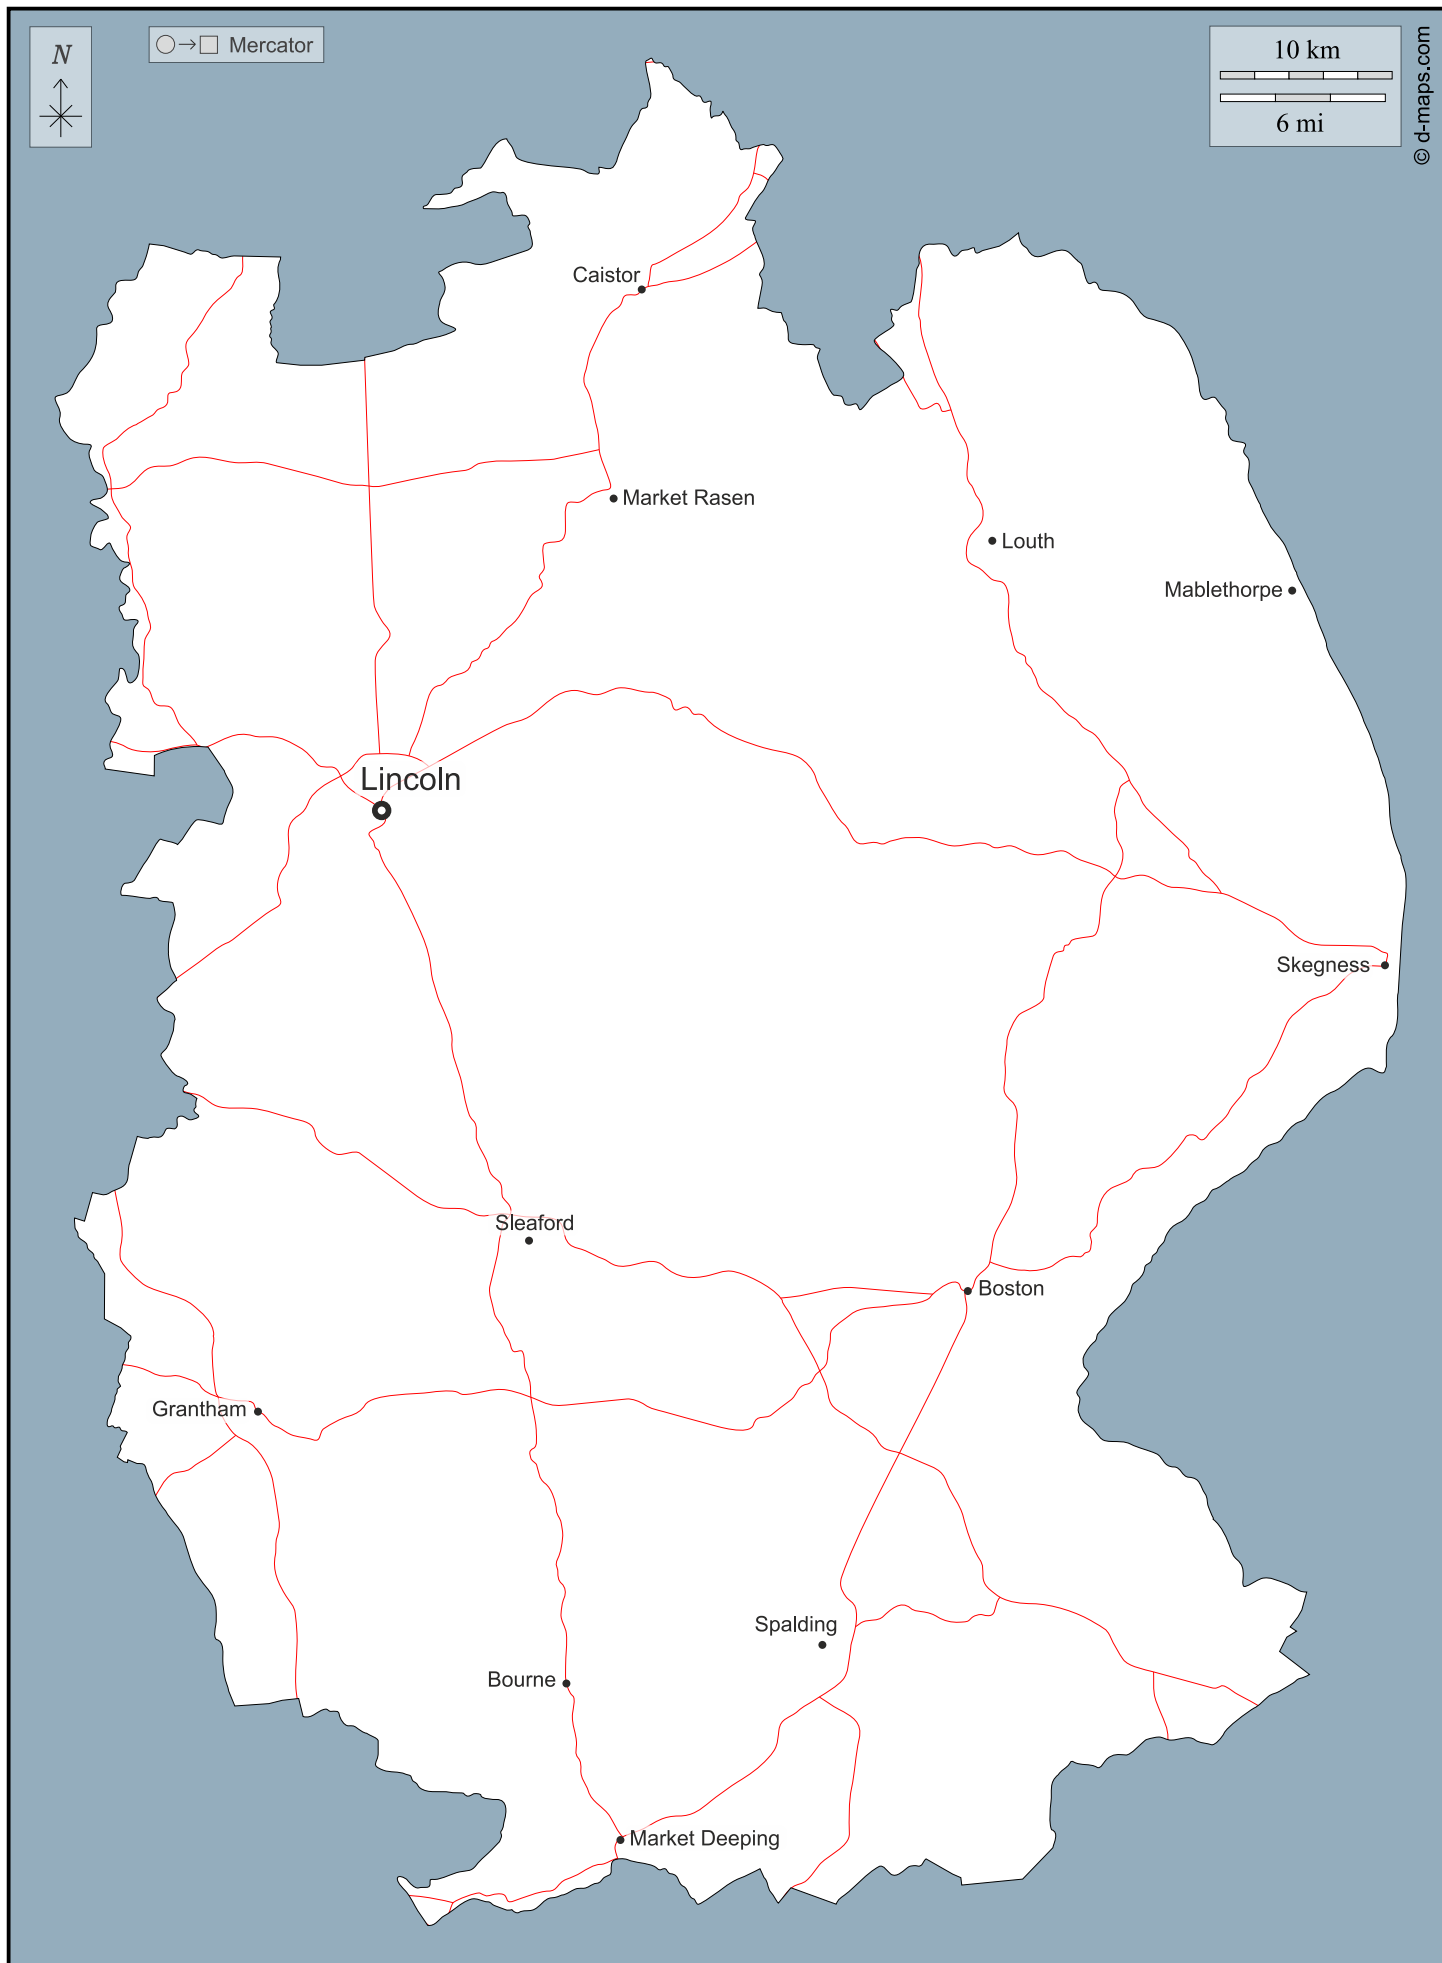 N
Mercator
10 km
6 mi
© d-maps.com
Caistor
Market Rasen
Louth
Mablethorpe
Lincoln
Skegness
Sleaford
Boston
Grantham
Spalding
Bourne
Market Deeping